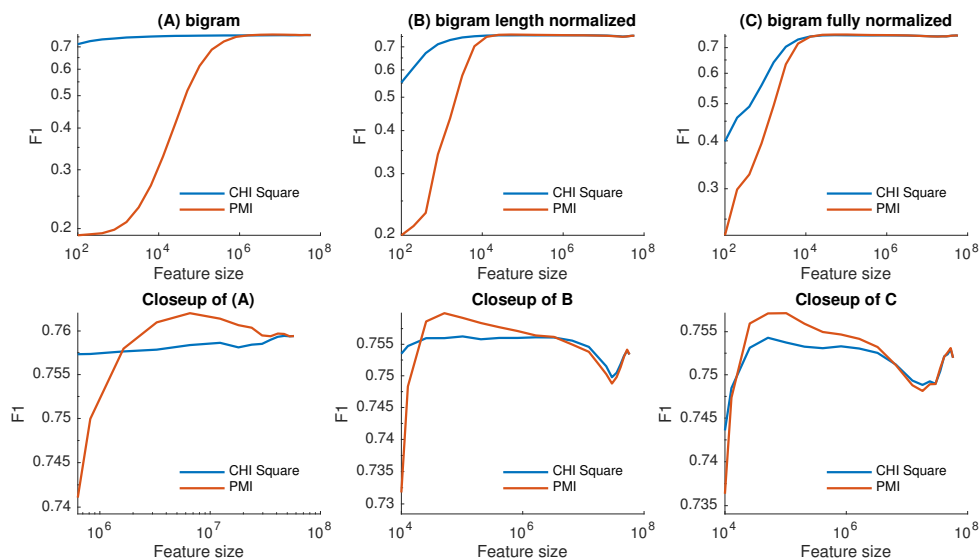 (A) bigram
F1
0.7
0.6
0.5
0.4
0.3
0.2
CHI Square
PMI
10^2
10^4
10^6
10^8
Feature size
(B) bigram length normalized
F1
0.7
0.6
0.5
0.4
0.3
0.2
CHI Square
PMI
10^2
10^4
10^6
10^8
Feature size
(C) bigram fully normalized
F1
0.7
0.6
0.5
0.4
0.3
CHI Square
PMI
10^2
10^4
10^6
10^8
Feature size
Closeup of (A)
F1
0.76
0.755
0.75
0.745
0.74
CHI Square
PMI
10^6
10^7
10^8
Feature size
Closeup of B
F1
0.755
0.75
0.745
0.74
0.735
0.73
CHI Square
PMI
10^4
10^6
10^8
Feature size
Closeup of C
F1
0.755
0.75
0.745
0.74
0.735
CHI Square
PMI
10^4
10^6
10^8
Feature size